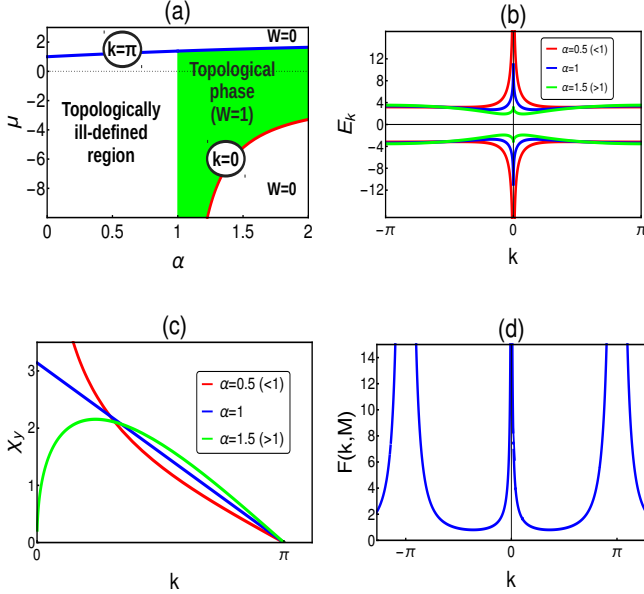 (a)
2
0
-2
-4
-6
-8
μ
k=π
W=0
Topologically
ill-defined
region
Topological
phase
(W=1)
k=0
W=0
0
0.5
1
1.5
2
α
(b)
12
4
0
-4
-12
E_k
α=0.5 (<1)
α=1
α=1.5 (>1)
-π
0
π
k
(c)
3
2
1
0
χ_y
α=0.5 (<1)
α=1
α=1.5 (>1)
0
π
k
(d)
14
12
10
8
6
4
2
0
F(k,M)
-π
0
π
k